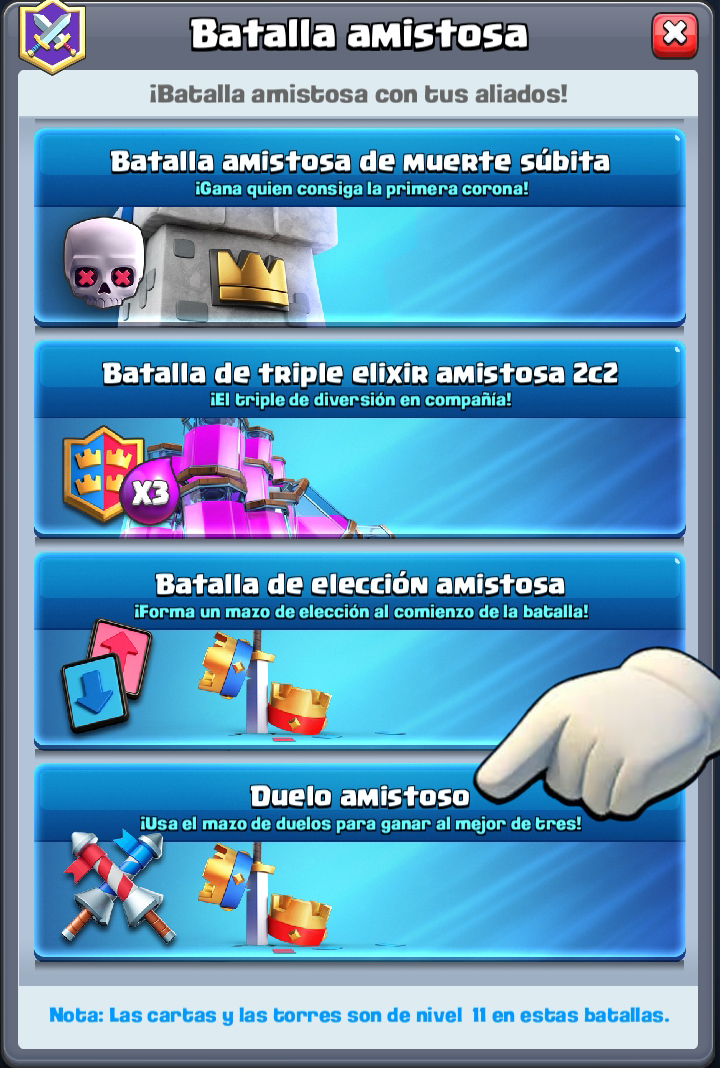 Batalla amistosa
¡Batalla amistosa con tus aliados!
Batalla amistosa de muerte súbita
¡Gana quien consiga la primera corona!
Batalla de triple elixir amistosa 2c2
¡El triple de diversión en compañía!
X3
Batalla de elección amistosa
¡Forma un mazo de elección al comienzo de la batalla!
Duelo amistoso
¡Usa el mazo de duelos para ganar al mejor de tres!
Nota: Las cartas y las torres son de nivel 11 en estas batallas.